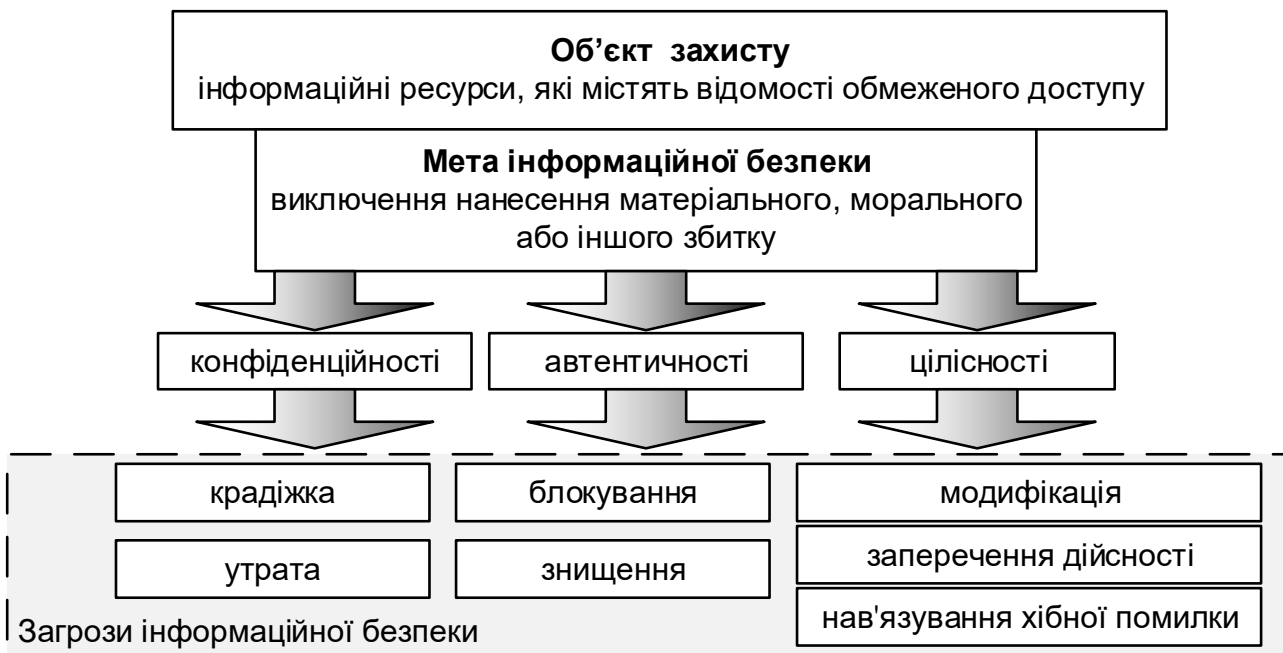 Об’єкт захисту
інформаційні ресурси, які містять відомості обмеженого доступу
Мета інформаційної безпеки
виключення нанесення матеріального, морального
або іншого збитку
конфіденційності
автентичності
цілісності
крадіжка
блокування
модифікація
утрата
знищення
заперечення дійсності
нав'язування хібної помилки
Загрози інформаційної безпеки